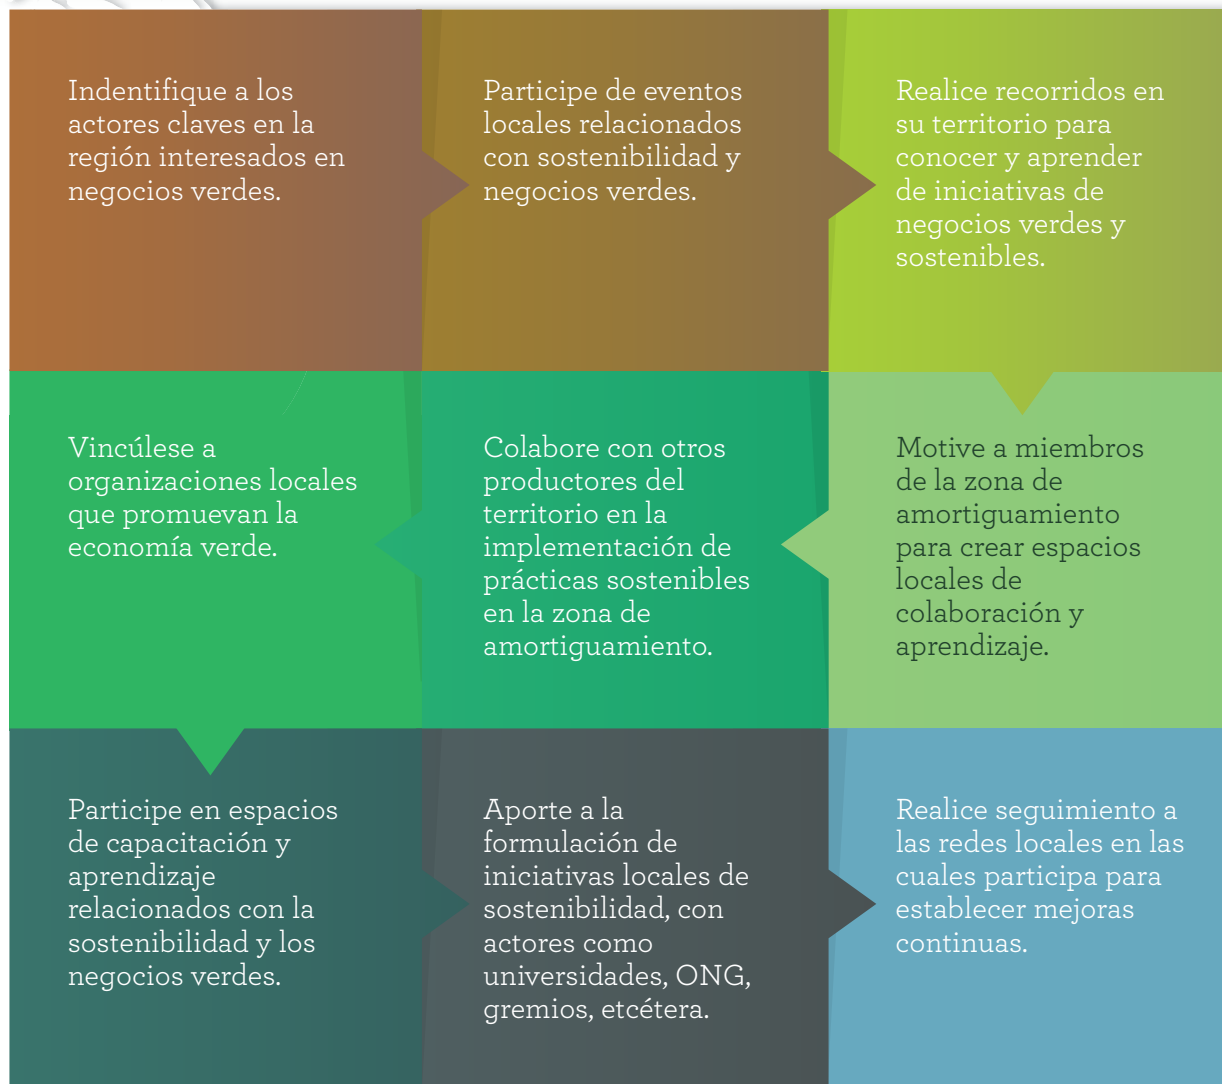 Indentifique a los
actores claves en la
región interesados en
negocios verdes.
Participe de eventos
locales relacionados
con sostenibilidad y
negocios verdes.
Realice recorridos en
su territorio para
conocer y aprender
de iniciativas de
negocios verdes y
sostenibles.
Motive a miembros
de la zona de
amortiguamiento
para crear espacios
locales de
colaboración y
aprendizaje.
Colabore con otros
productores del
territorio en la
implementación de
prácticas sostenibles
en la zona de
amortiguamiento.
Vincúlese a
organizaciones locales
que promuevan la
economía verde.
Participe en espacios
de capacitación y
aprendizaje
relacionados con la
sostenibilidad y los
negocios verdes.
Aporte a la
formulación de
iniciativas locales de
sostenibilidad, con
actores como
universidades, ONG,
gremios, etcétera.
Realice seguimiento a
las redes locales en las
cuales participa para
establecer mejoras
continuas.